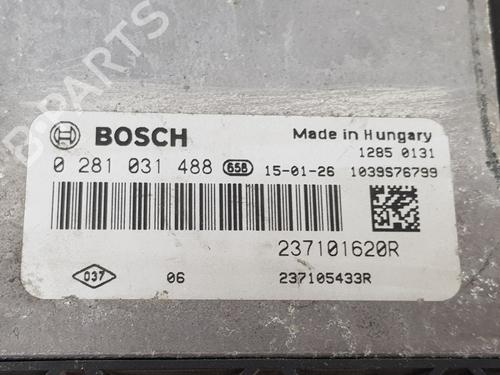 B-PARTS
BOSCH
Made in Hungary
1285 0131
0 281 031 488 658 15-01-26 1039S76799
237101620R
037 06 237105433R